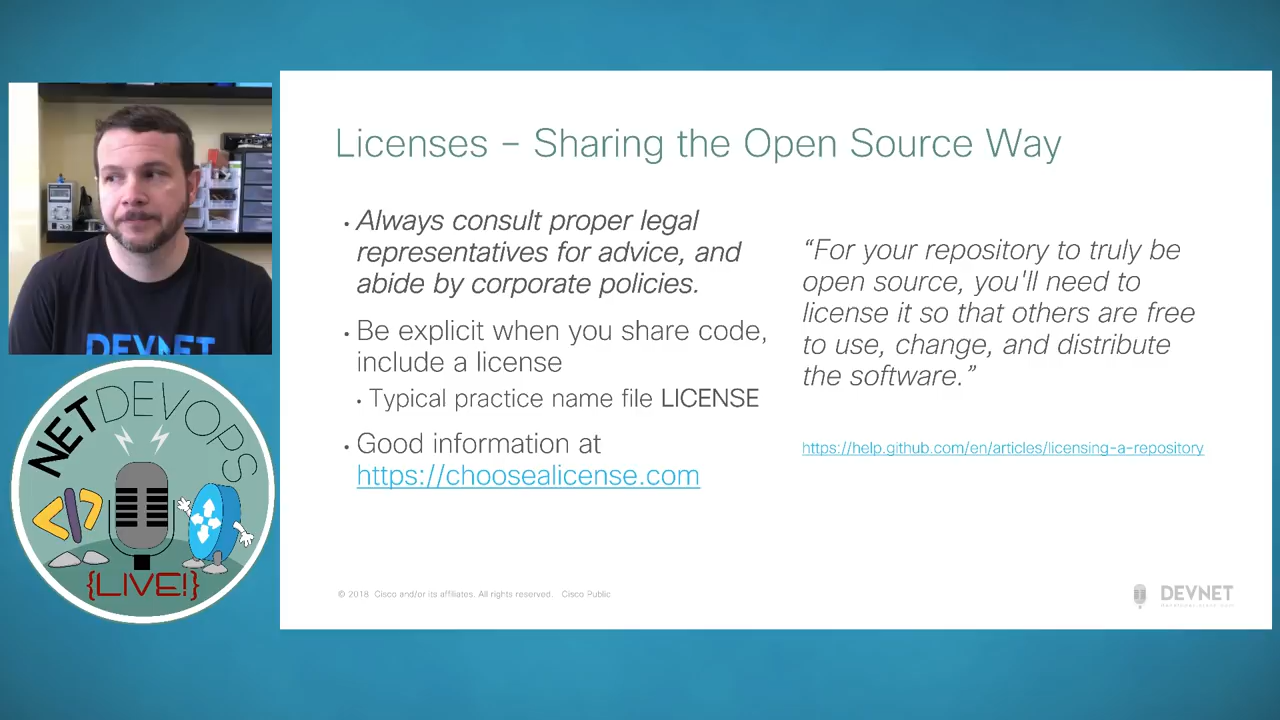 Licenses – Sharing the Open Source Way
• Always consult proper legal
representatives for advice, and
abide by corporate policies.
• Be explicit when you share code,
include a license
• Typical practice name file LICENSE
• Good information at
https://choosealicense.com
“For your repository to truly be
open source, you'll need to
license it so that others are free
to use, change, and distribute
the software.”
https://help.github.com/en/articles/licensing-a-repository
DEVNET
NETDEVOPS
</>
{LIVE!}
© 2018 Cisco and/or its affiliates. All rights reserved. Cisco Public
DEVNET